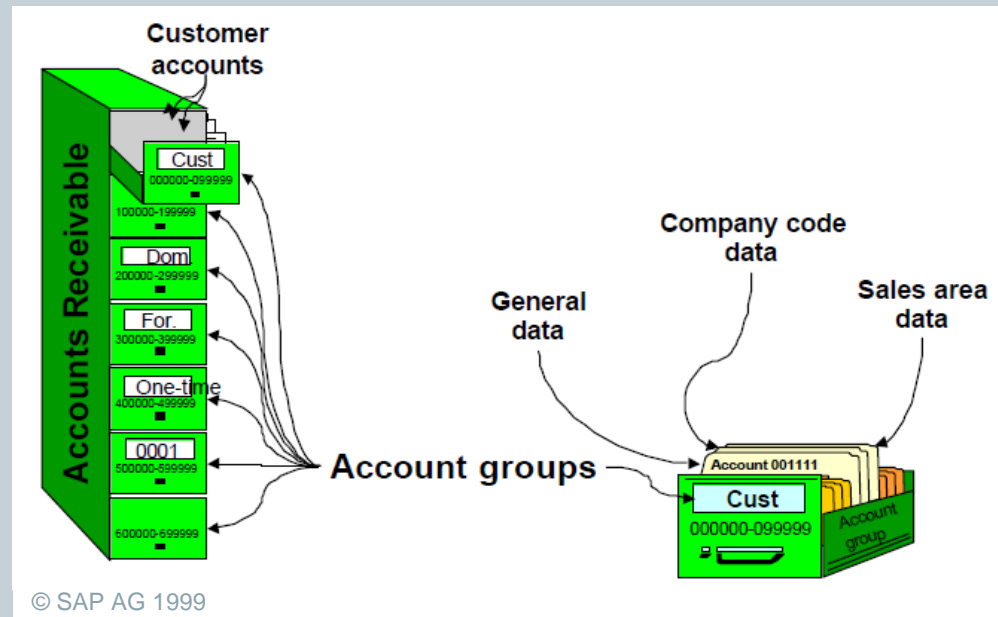 Customer
accounts
Accounts Receivable
Cust
000000-099999
100000-199999
Dom.
200000-299999
For.
300000-399999
One-time
400000-499999
0001
500000-599999
600000-699999
Account groups
General
data
Company code
data
Sales area
data
Account 001111
Cust
000000-099999
Account
group
© SAP AG 1999